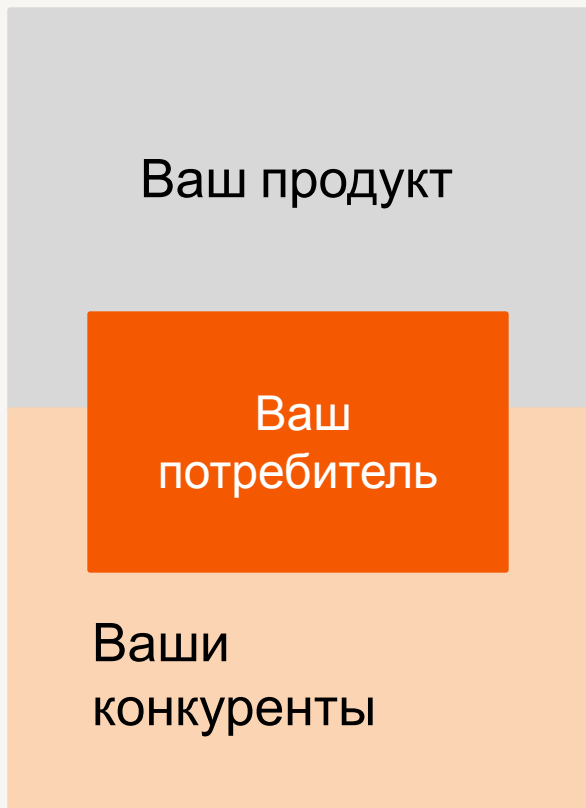 Ваш продукт
Ваш
потребитель
Ваши
конкуренты